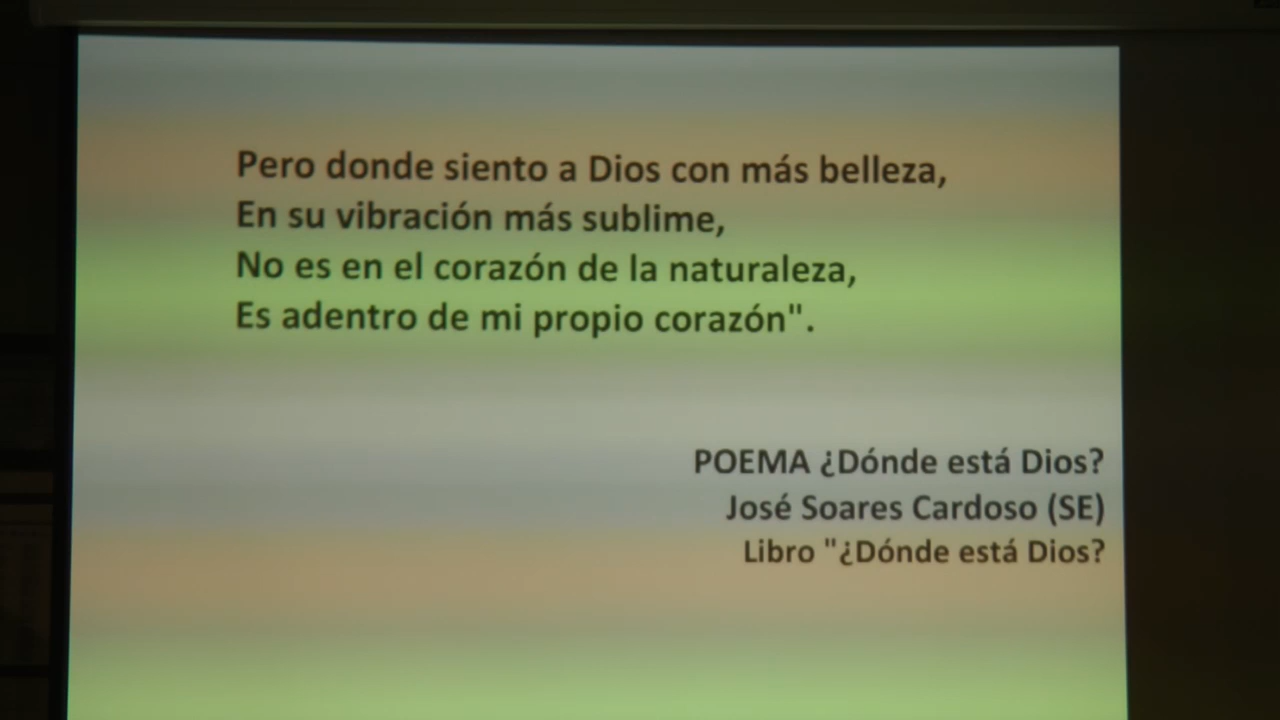 Pero donde siento a Dios con más belleza,
En su vibración más sublime,
No es en el corazón de la naturaleza,
Es adentro de mi propio corazón".
POEMA ¿Dónde está Dios?
José Soares Cardoso (SE)
Libro "¿Dónde está Dios?